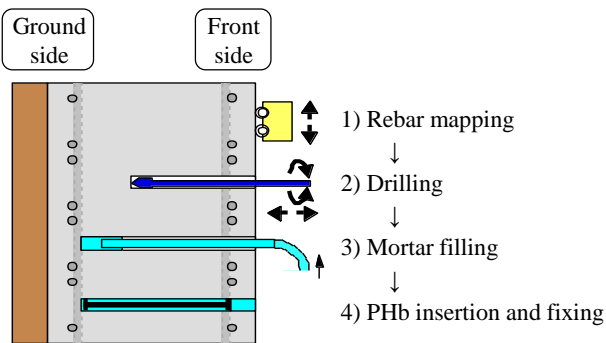 Ground
side
Front
side
1) Rebar mapping
↓
2) Drilling
↓
3) Mortar filling
↓
4) PHb insertion and fixing